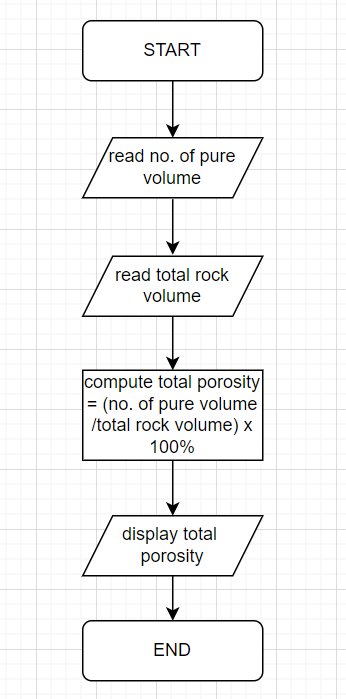 START
read no. of pure
volume
read total rock
volume
compute total porosity
= (no. of pure volume
/total rock volume) x
100%
display total
porosity
END